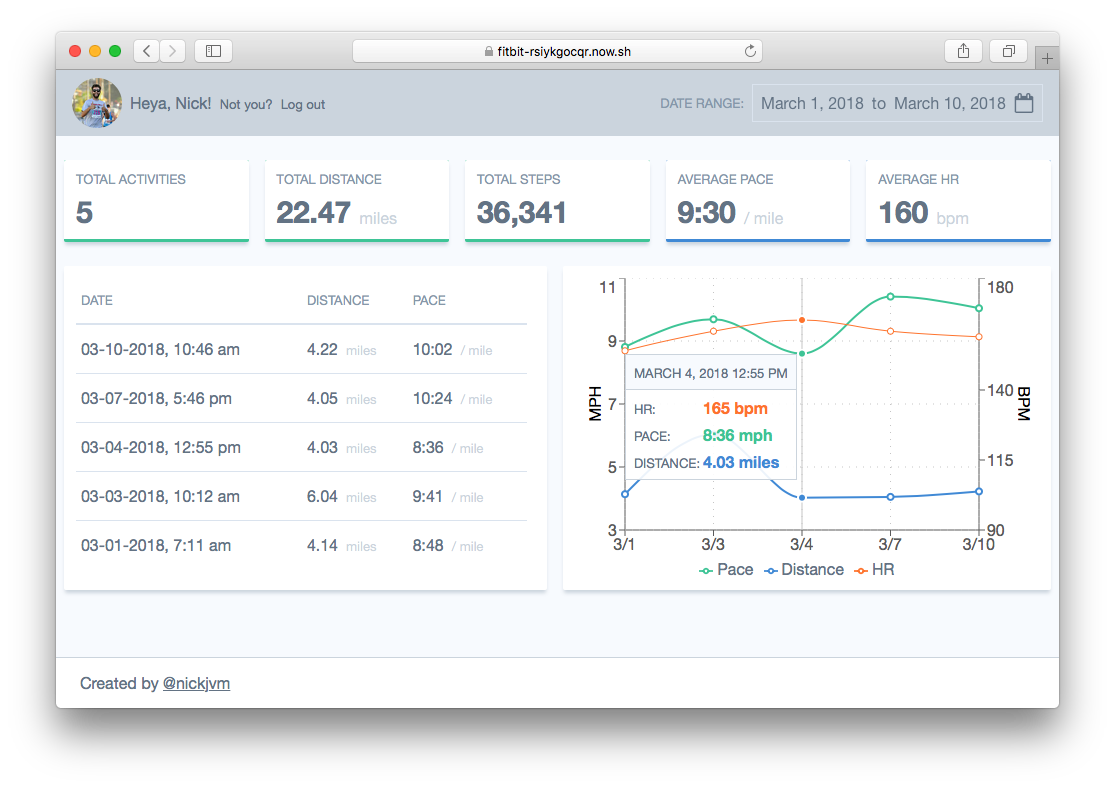 fitbit-rsiykgocqr.now.sh
Heya, Nick! Not you? Log out
DATE RANGE: March 1, 2018 to March 10, 2018
TOTAL ACTIVITIES
5
TOTAL DISTANCE
22.47 miles
TOTAL STEPS
36,341
AVERAGE PACE
9:30 / mile
AVERAGE HR
160 bpm
DATE DISTANCE PACE
03-10-2018, 10:46 am 4.22 miles 10:02 / mile
03-07-2018, 5:46 pm 4.05 miles 10:24 / mile
03-04-2018, 12:55 pm 4.03 miles 8:36 / mile
03-03-2018, 10:12 am 6.04 miles 9:41 / mile
03-01-2018, 7:11 am 4.14 miles 8:48 / mile
11
9
7
5
3
MPH
MARCH 4, 2018 12:55 PM
HR: 165 bpm
PACE: 8:36 mph
DISTANCE: 4.03 miles
180
140
115
90
BPM
3/1 3/3 3/4 3/7 3/10
Pace Distance HR
Created by @nickjvm